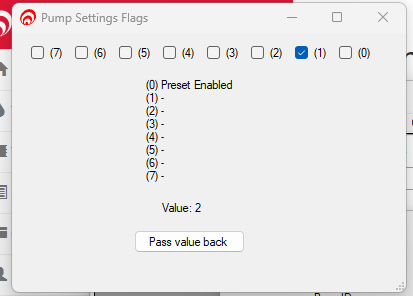 Pump Settings Flags
(7) (6) (5) (4) (3) (2) (1) (0)
(0) Preset Enabled
(1) -
(2) -
(3) -
(4) -
(5) -
(6) -
(7) -
Value: 2
Pass value back